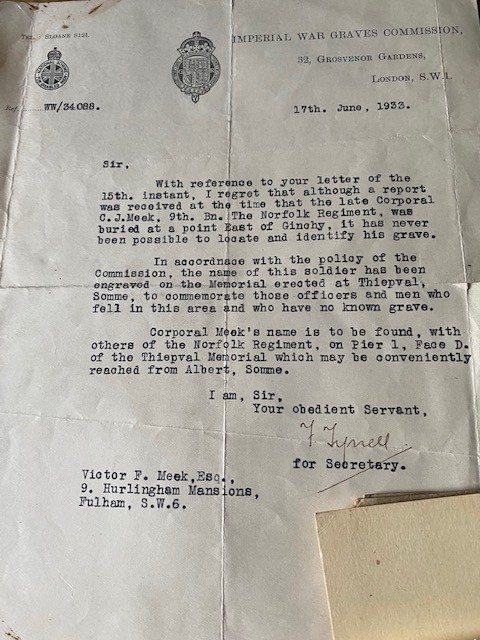 TEL. SLOANE 8121.
IMPERIAL WAR GRAVES COMMISSION,
32, GROSVENOR GARDENS,
LONDON, S.W.1.
Ref. WW/34088.
17th. June, 1933.
Sir,
With reference to your letter of the
15th. instant, I regret that although a report
was received at the time that the late Corporal
C.J.Meek, 9th. Bn. The Norfolk Regiment, was
buried at a point East of Ginchy, it has never
been possible to locate and identify his grave.
In accordnace with the policy of the
Commission, the name of this soldier has been
engraved on the Memorial erected at Thiepval,
Somme, to commemorate those officers and men who
fell in this area and who have no known grave.
Corporal Meek's name is to be found, with
others of the Norfolk Regiment, on Pier 1, Face D.
of the Thiepval Memorial which may be conveniently
reached from Albert, Somme.
I am, Sir,
Your obedient Servant,
F Tyrrell.
for Secretary.
Victor F. Meek,Esq.,
9. Hurlingham Mansions,
Fulham, S.W.6.